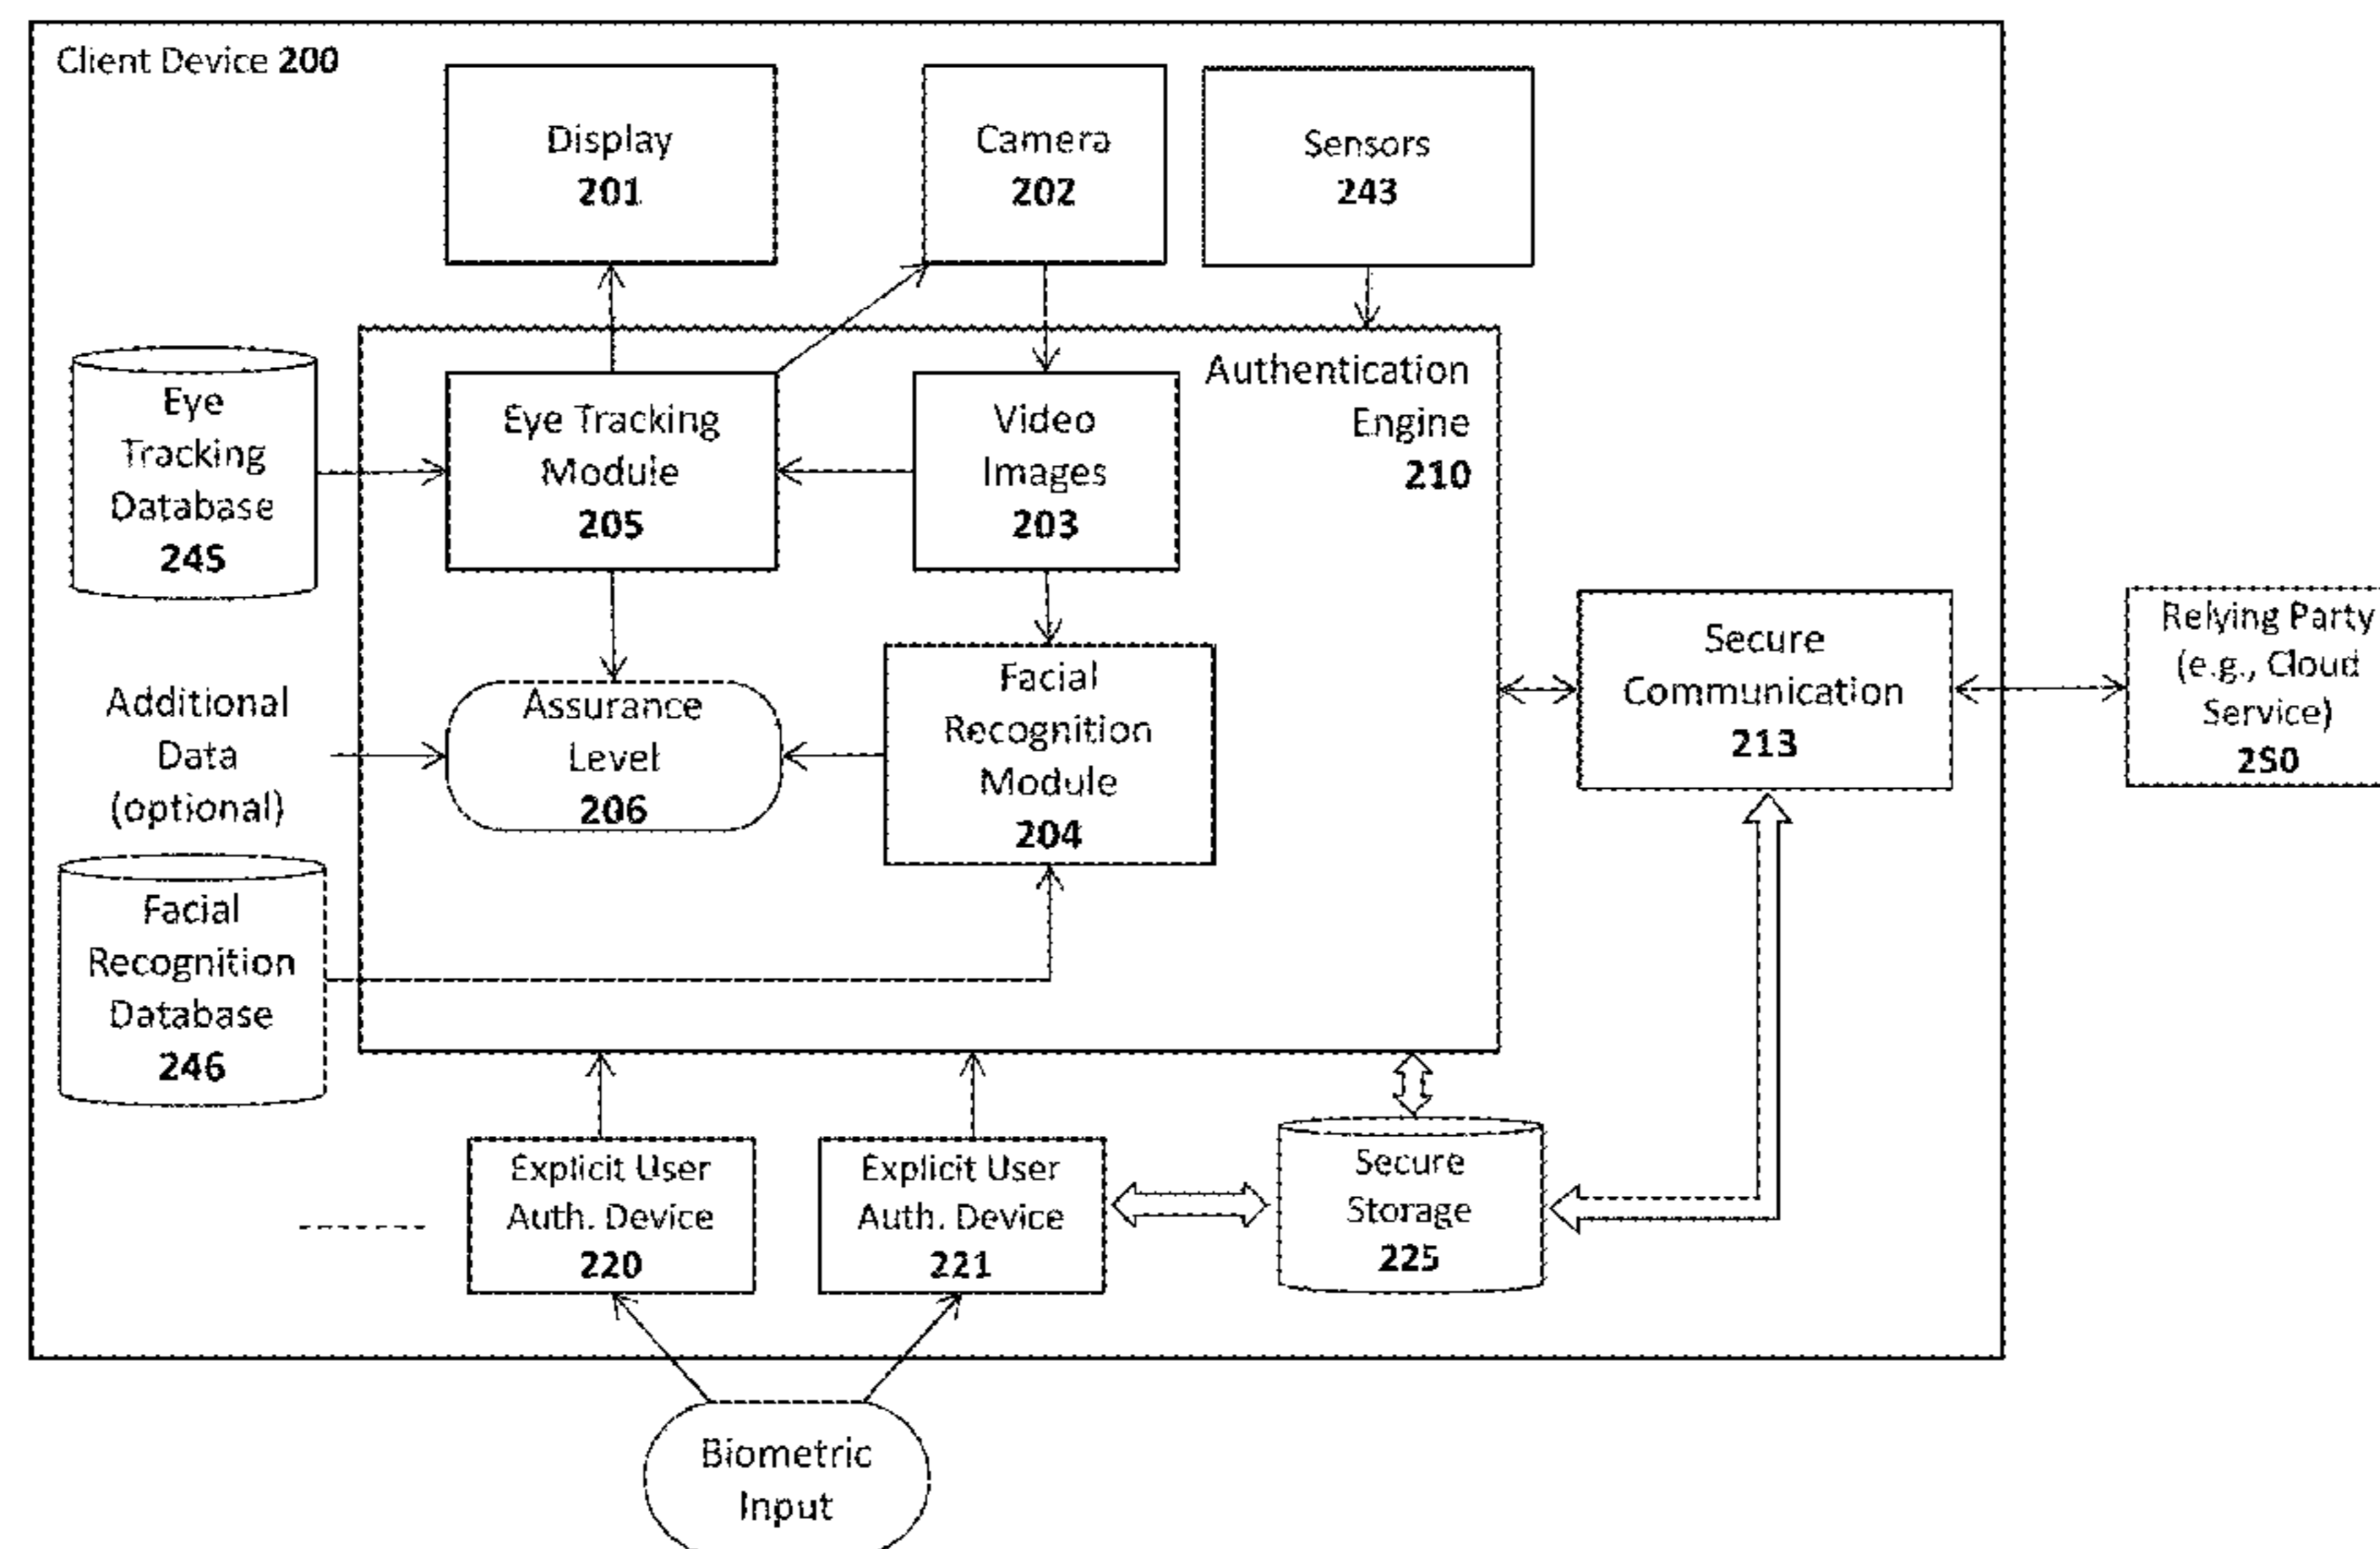 Client Device 200
Display
201
Camera
202
Sensors
243
Authentication
Engine
210
Eye
Tracking
Database
245
Eye Tracking
Module
205
Video
Images
203
Additional
Data
(optional)
Assurance
Level
206
Facial
Recognition
Module
204
Secure
Communication
213
Relying Party
(e.g., Cloud
Service)
250
Facial
Recognition
Database
246
Explicit User
Auth. Device
220
Explicit User
Auth. Device
221
Secure
Storage
225
Biometric
Input